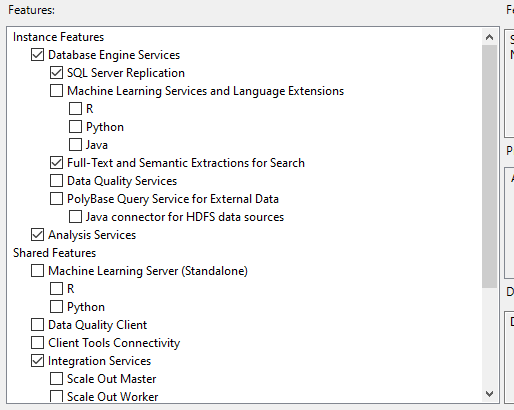 Features:
Instance Features
Database Engine Services
SQL Server Replication
Machine Learning Services and Language Extensions
R
Python
Java
Full-Text and Semantic Extractions for Search
Data Quality Services
PolyBase Query Service for External Data
Java connector for HDFS data sources
Analysis Services
Shared Features
Machine Learning Server (Standalone)
R
Python
Data Quality Client
Client Tools Connectivity
Integration Services
Scale Out Master
Scale Out Worker